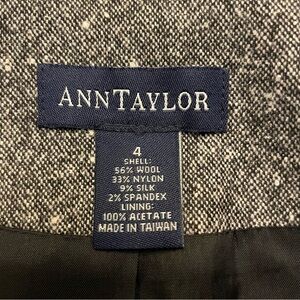 ANNTAYLOR
4
SHELL:
56% WOOL
33% NYLON
9% SILK
2% SPANDEX
LINING:
100% ACETATE
MADE IN TAIWAN